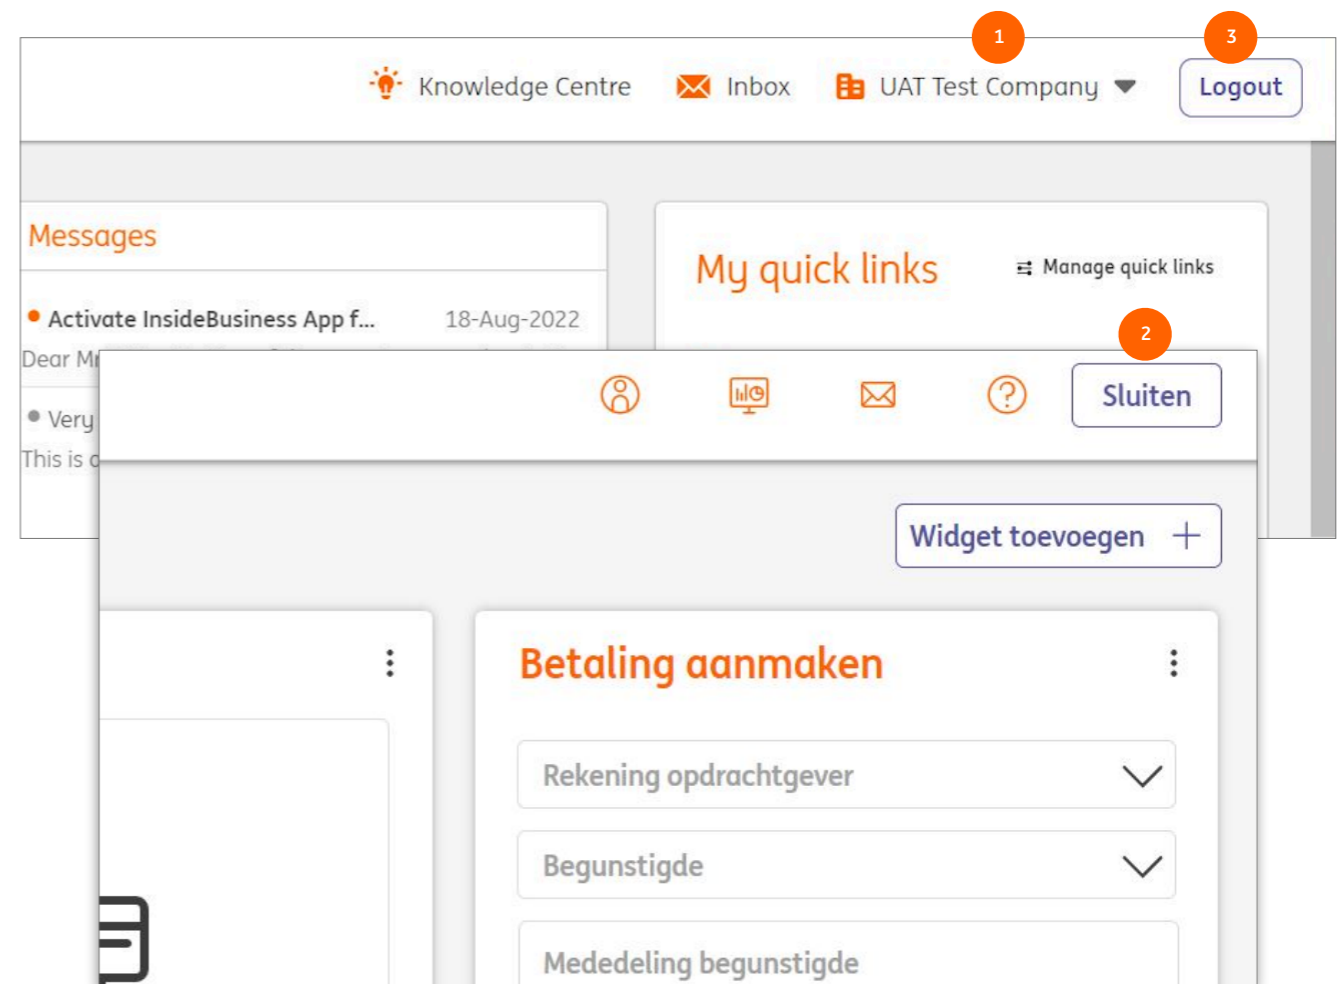 1
3
Knowledge Centre
Inbox
UAT Test Company
Logout
Messages
My quick links
Manage quick links
Activate InsideBusiness App f...
18-Aug-2022
2
Dear
Very
This is
Sluiten
Widget toevoegen
Betaling aanmaken
Rekening opdrachtgever
Begunstigde
Mededeling begunstigde